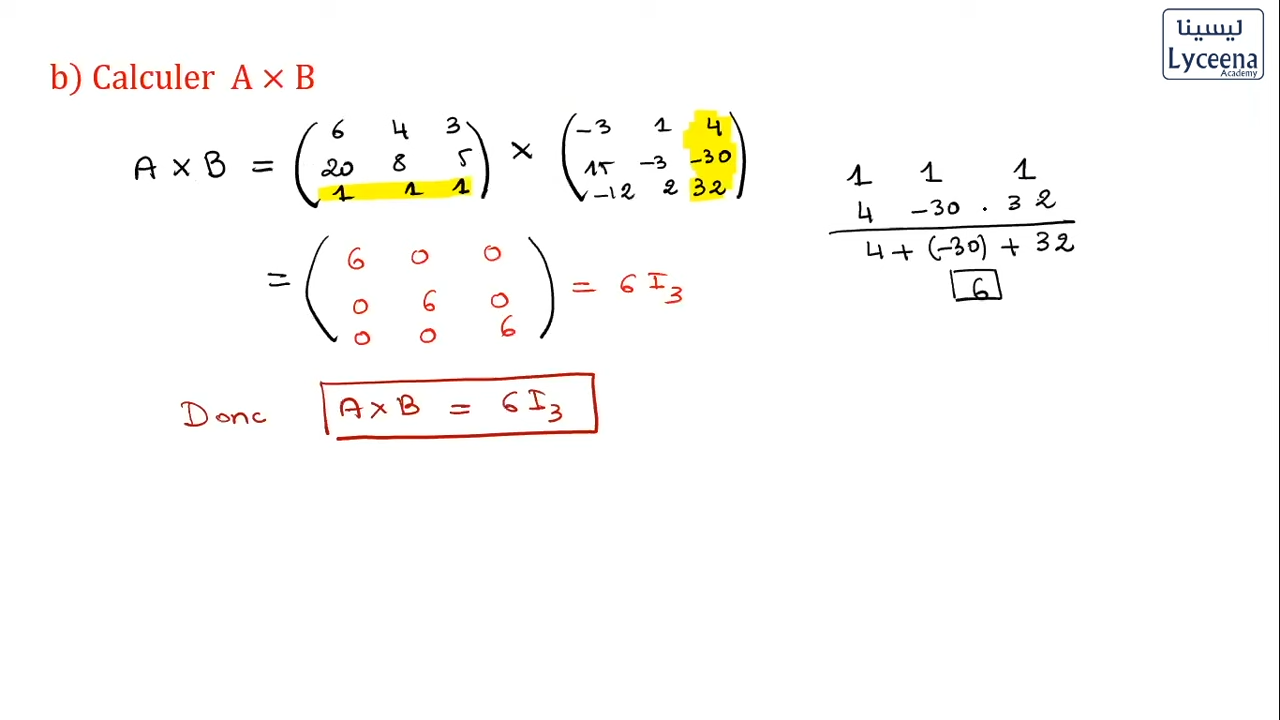 ليسينا
Lyceena
Academy
b) Calculer A × B
A × B = ( 6 4 3 ) × ( -3 1 4 )
( 20 8 5 ) ( 15 -3 -30 )
( 1 1 1 ) ( -12 2 32 )
1 1 1
4 -30 . 32
4 + (-30) + 32
6
= ( 6 0 0 ) = 6 I₃
( 0 6 0 )
( 0 0 6 )
Donc A × B = 6 I₃